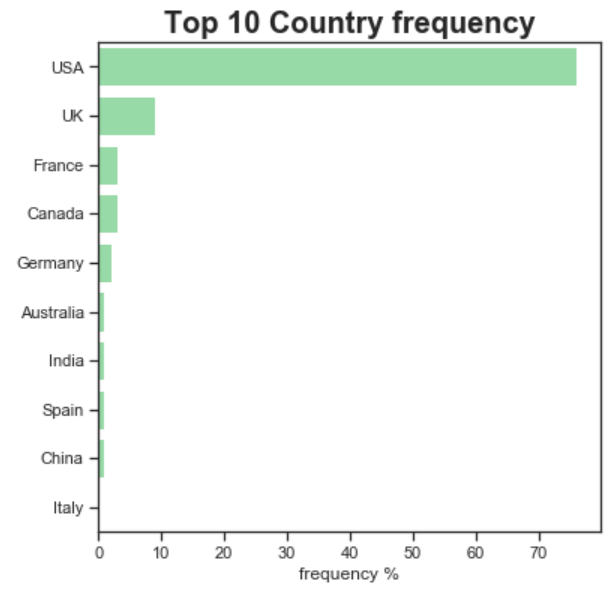 Top 10 Country frequency
USA
UK
France
Canada
Germany
Australia
India
Spain
China
Italy
0 10 20 30 40 50 60 70
frequency %